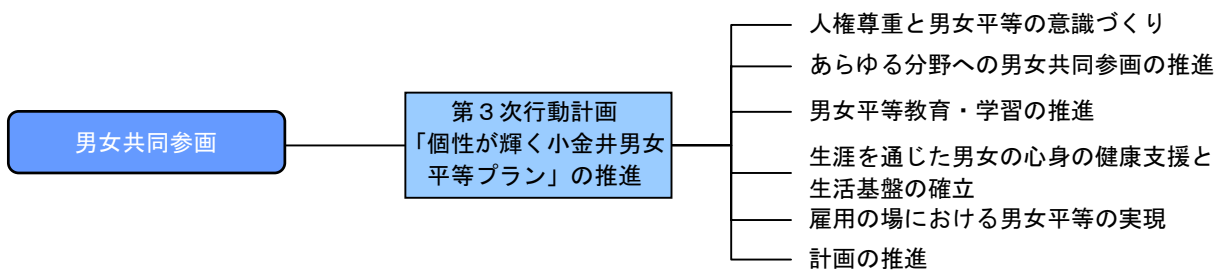 男女共同参画
第３次行動計画
「個性が輝く小金井男女
平等プラン」の推進
人権尊重と男女平等の意識づくり
あらゆる分野への男女共同参画の推進
男女平等教育・学習の推進
生涯を通じた男女の心身の健康支援と
生活基盤の確立
雇用の場における男女平等の実現
計画の推進